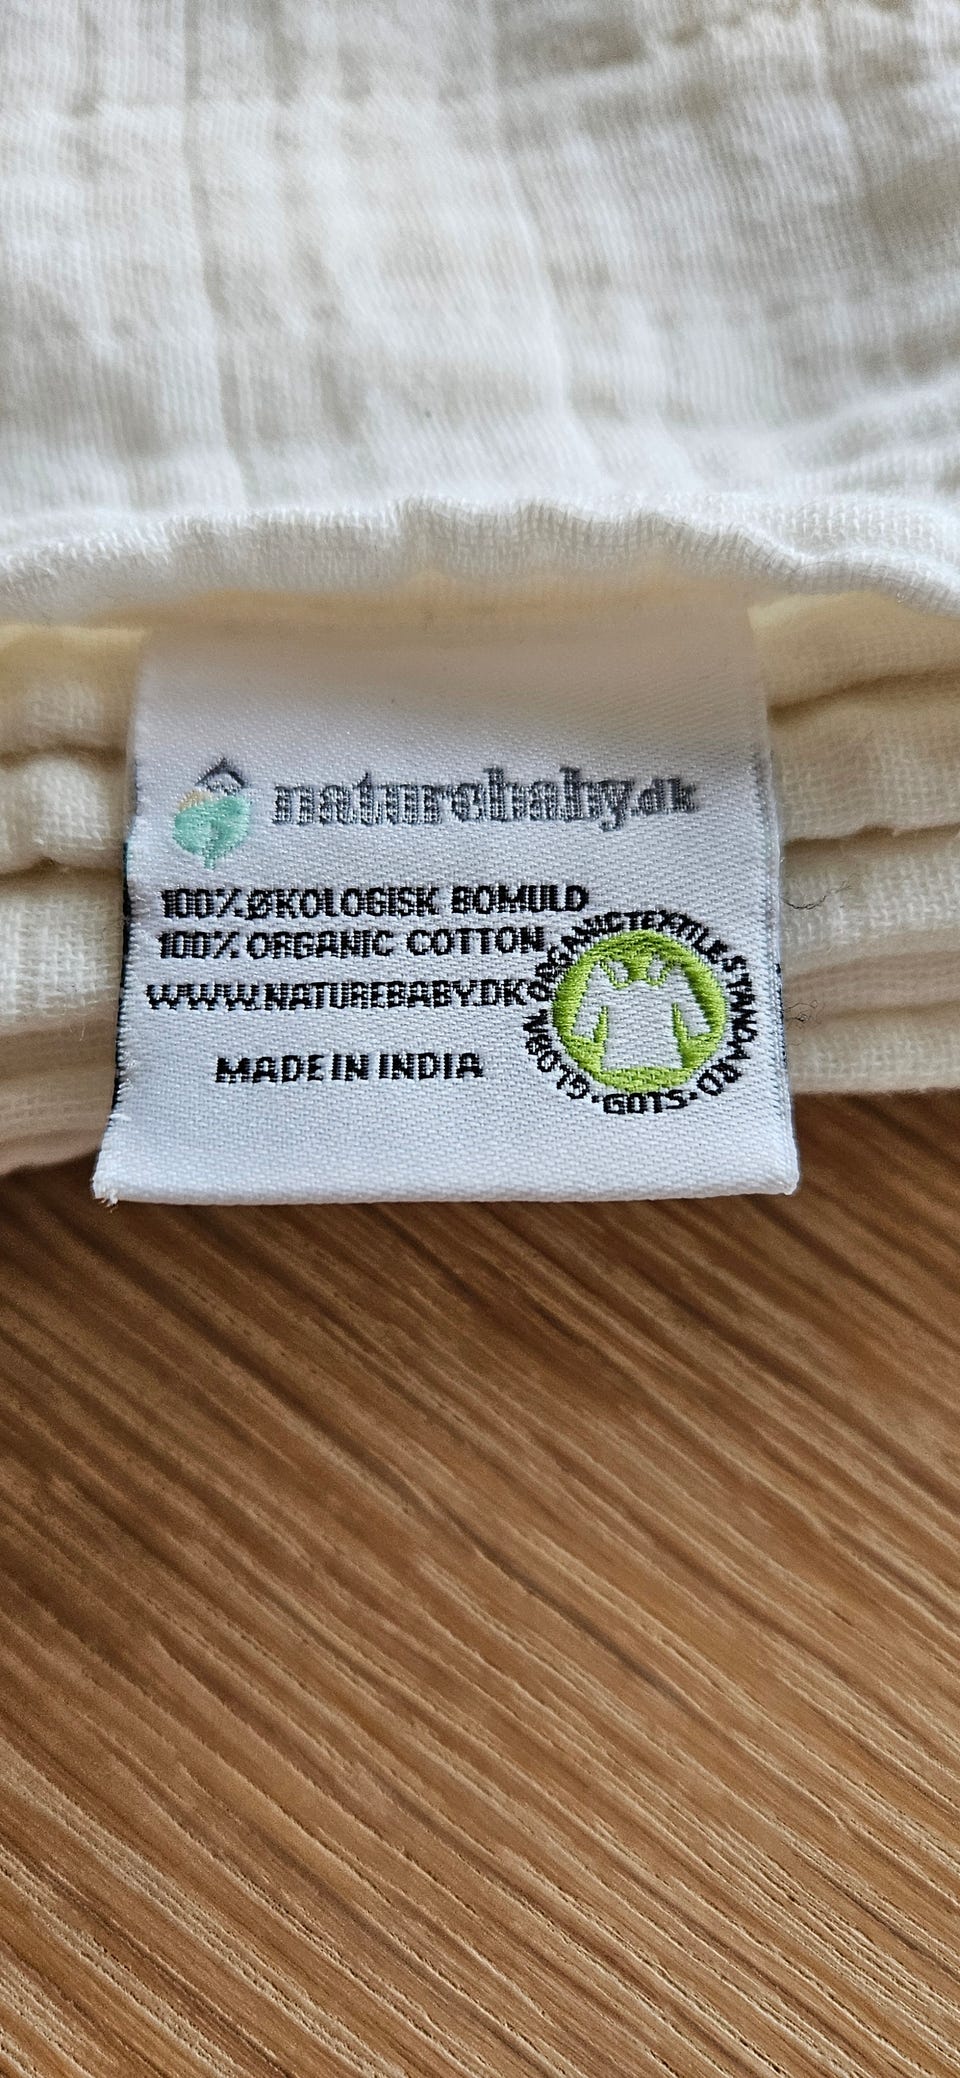 naturebaby.dk
100% ØKOLOGISK BOMULD
100% ORGANIC COTTON
WWW.NATUREBABY.DK
MADE IN INDIA
GLOBAL ORGANIC TEXTILE STANDARD · GOTS ·